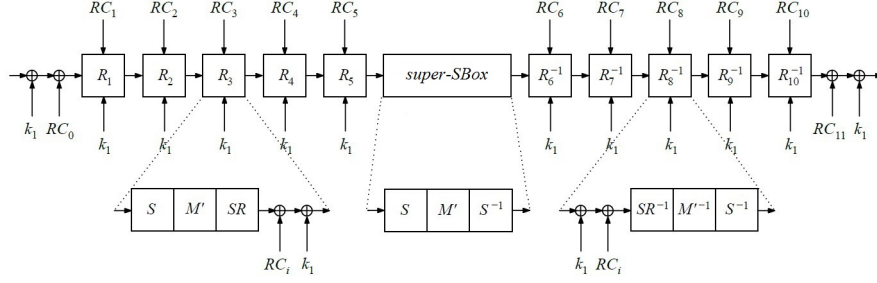 RC₁ RC₂ RC₃ RC₄ RC₅ RC₆ RC₇ RC₈ RC₉ RC₁₀
R₁ R₂ R₃ R₄ R₅ super-SBox R₆⁻¹ R₇⁻¹ R₈⁻¹ R₉⁻¹ R₁₀⁻¹
k₁ RC₀ k₁ k₁ k₁ k₁ k₁ k₁ k₁ k₁ k₁ k₁ RC₁₁ k₁
S M' SR S M' S⁻¹ SR⁻¹ M'⁻¹ S⁻¹
RCᵢ k₁ k₁ RCᵢ